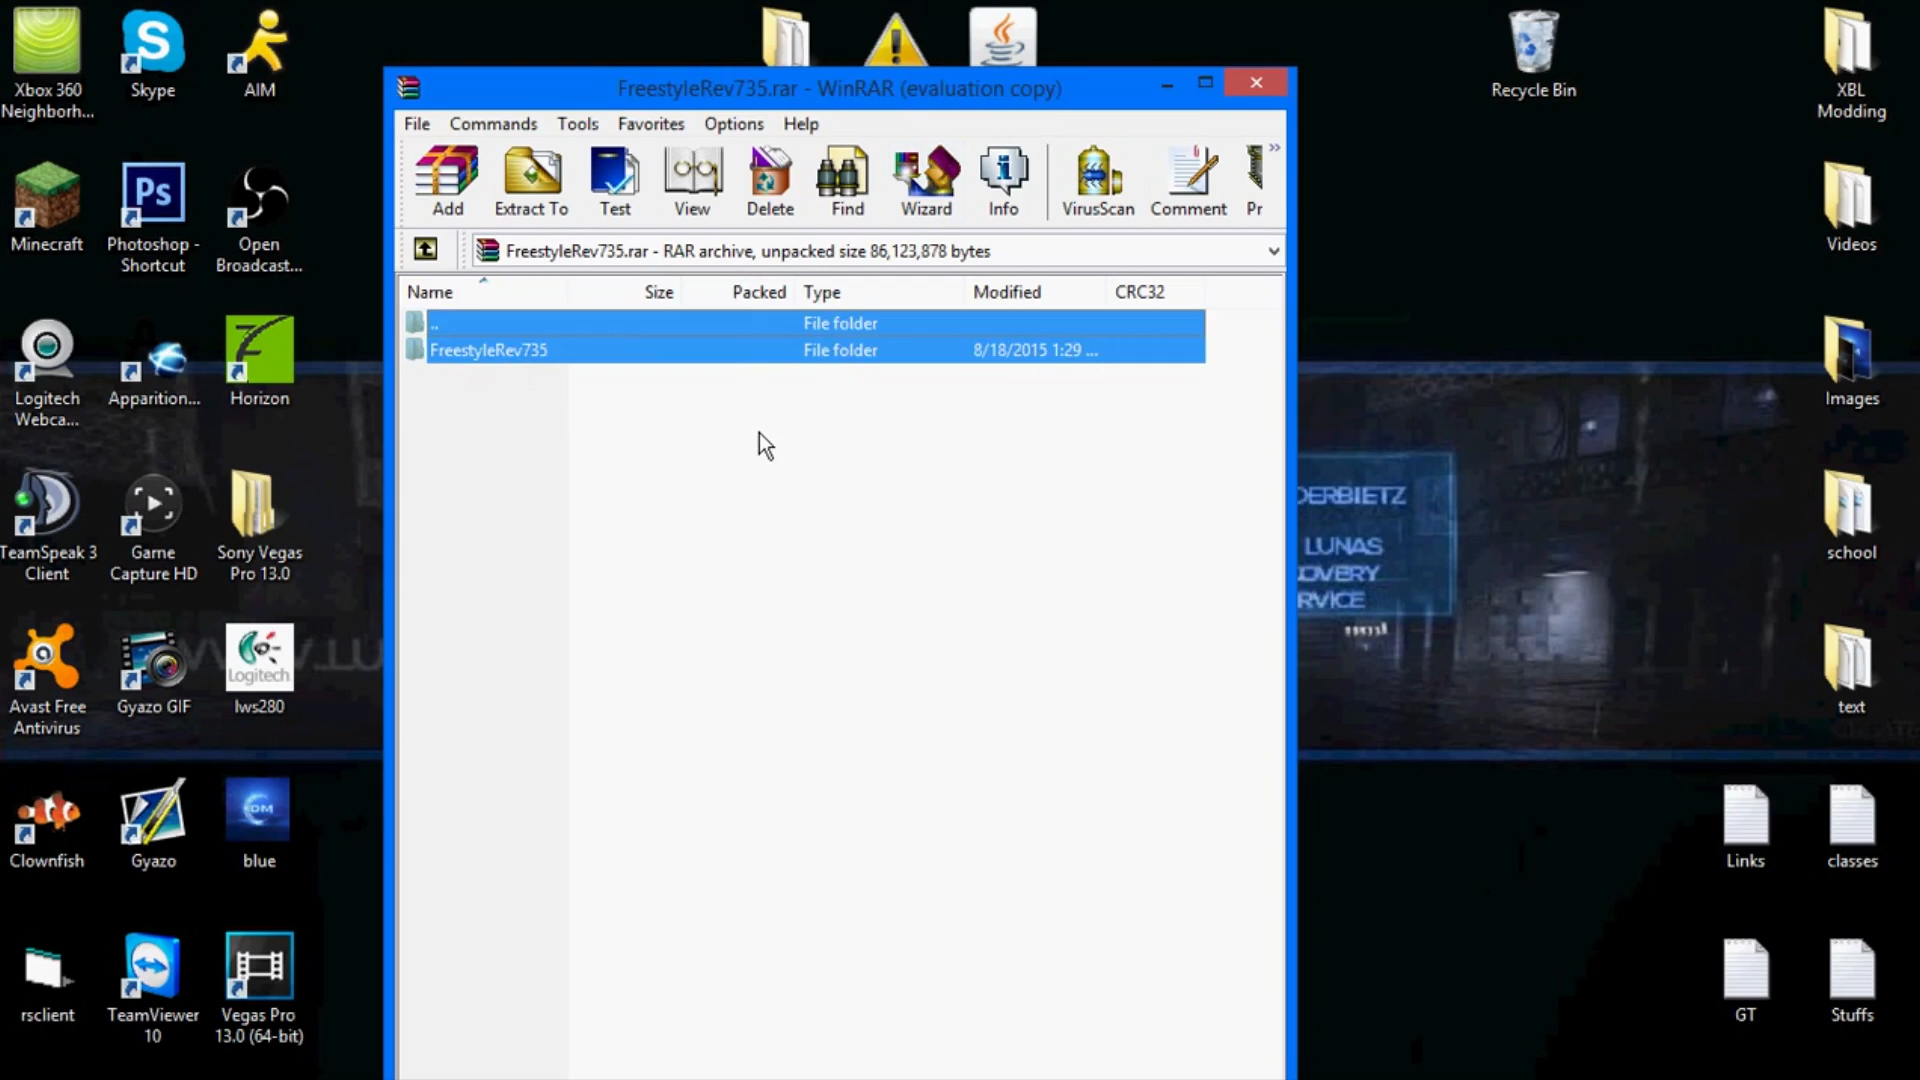 Xbox 360
Neighborh...
Skype
AIM
Recycle Bin
XBL
Modding
FreestyleRev735.rar - WinRAR (evaluation copy)
File Commands Tools Favorites Options Help
Add Extract To Test View Delete Find Wizard Info VirusScan Comment Pr
FreestyleRev735.rar - RAR archive, unpacked size 86,123,878 bytes
Name Size Packed Type Modified CRC32
.. File folder
FreestyleRev735 File folder 8/18/2015 1:29 ...
Minecraft
Ps
Photoshop -
Shortcut
Open
Broadcast...
Videos
Logitech
Webca...
Apparition...
Horizon
Images
DERBIETZ
LUNAS
OVERY
RVICE
TeamSpeak 3
Client
Game
Capture HD
Sony Vegas
Pro 13.0
school
Avast Free
Antivirus
Gyazo GIF
Logitech
lws280
text
Clownfish
Gyazo
blue
Links
classes
rsclient
TeamViewer
10
Vegas Pro
13.0 (64-bit)
GT
Stuffs